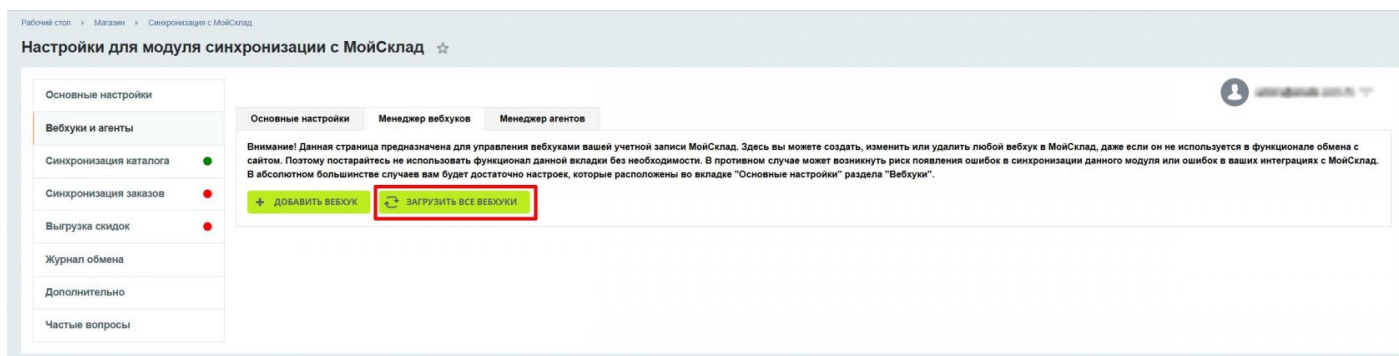 Рабочий стол Магазин Синхронизация с МойСклад
Настройки для модуля синхронизации с МойСклад
Основные настройки
Вебхуки и агенты
Синхронизация каталога
Синхронизация заказов
Выгрузка скидок
Журнал обмена
Дополнительно
Частые вопросы
Основные настройки Менеджер вебхуков Менеджер агентов
Внимание! Данная страница предназначена для управления вебхуками вашей учетной записи МойСклад. Здесь вы можете создать, изменить или удалить любой вебхук в МойСклад, даже если он не используется в функционале обмена с
сайтом. Поэтому постарайтесь не использовать функционал данной вкладки без необходимости. В противном случае может возникнуть риск появления ошибок в синхронизации данного модуля или ошибок в ваших интеграциях с МойСклад.
В абсолютном большинстве случаев вам будет достаточно настроек, которые расположены во вкладке "Основные настройки" раздела "Вебхуки".
+ ДОБАВИТЬ ВЕБХУК ЗАГРУЗИТЬ ВСЕ ВЕБХУКИ